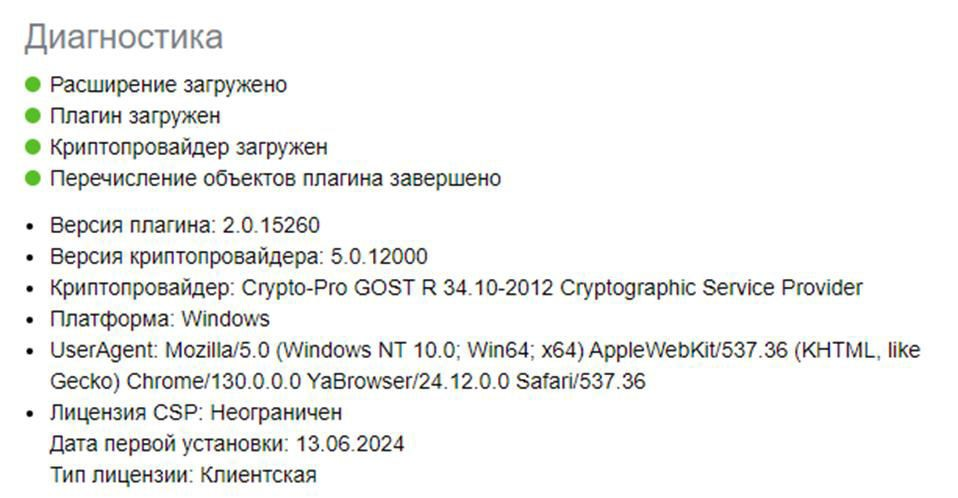 Диагностика
Расширение загружено
Плагин загружен
Криптопровайдер загружен
Перечисление объектов плагина завершено
Версия плагина: 2.0.15260
Версия криптопровайдера: 5.0.12000
Криптопровайдер: Crypto-Pro GOST R 34.10-2012 Cryptographic Service Provider
Платформа: Windows
UserAgent: Mozilla/5.0 (Windows NT 10.0; Win64; x64) AppleWebKit/537.36 (KHTML, like
Gecko) Chrome/130.0.0.0 YaBrowser/24.12.0.0 Safari/537.36
Лицензия CSP: Неограничен
Дата первой установки: 13.06.2024
Тип лицензии: Клиентская